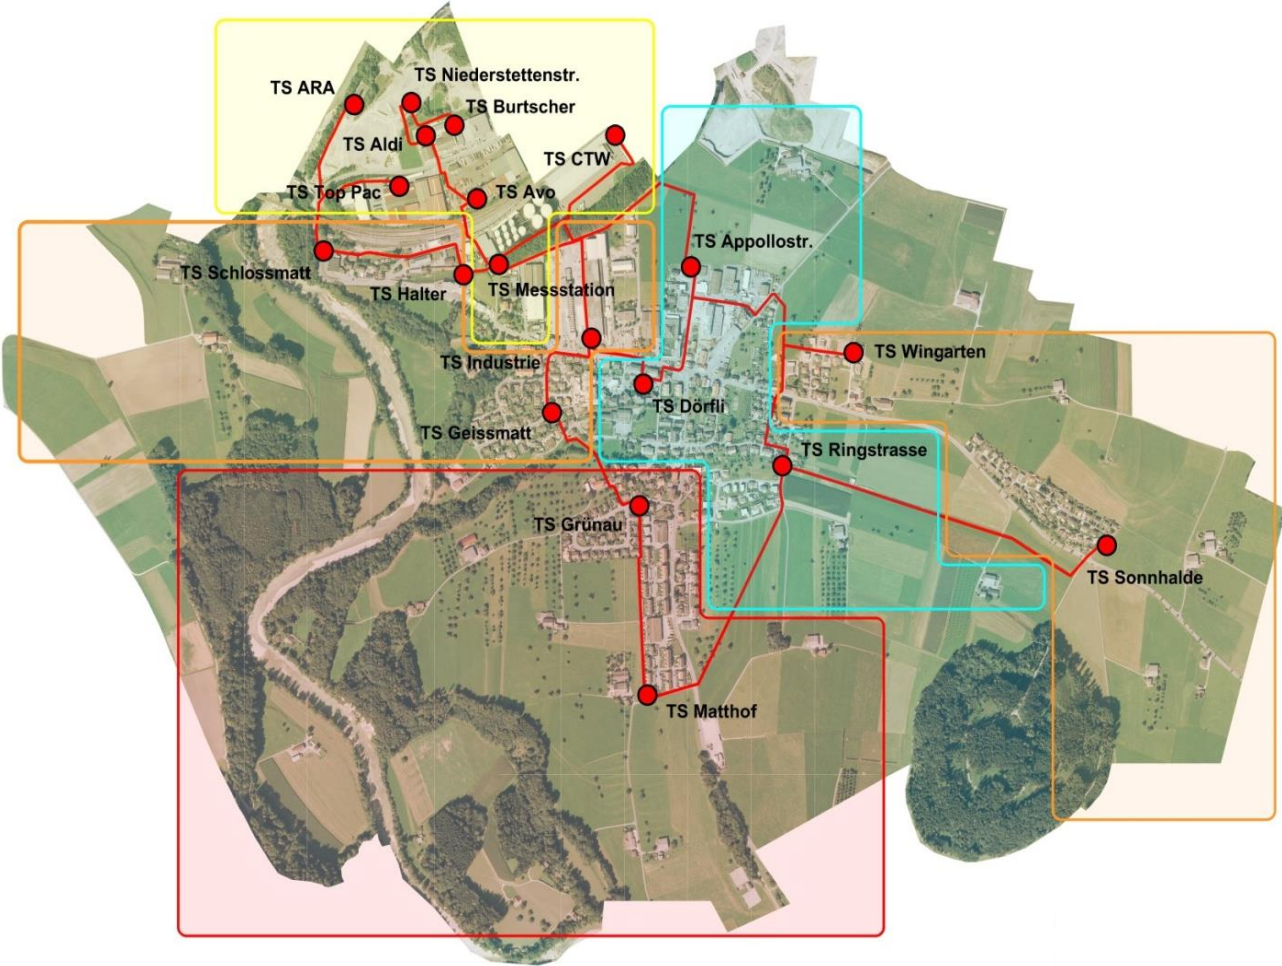 TS Niederstettenstr.
TS ARA
TS Burtscher
TS Aldi
TS CTW
TS Top Pac
TS Avo
TS Appollostr.
TS Schlossmatt
TS Halter
TS Messstation
TS Industrie
TS Wingarten
TS Dörfli
TS Geissmatt
TS Ringstrasse
TS Grünau
TS Sonnhalde
TS Matthof